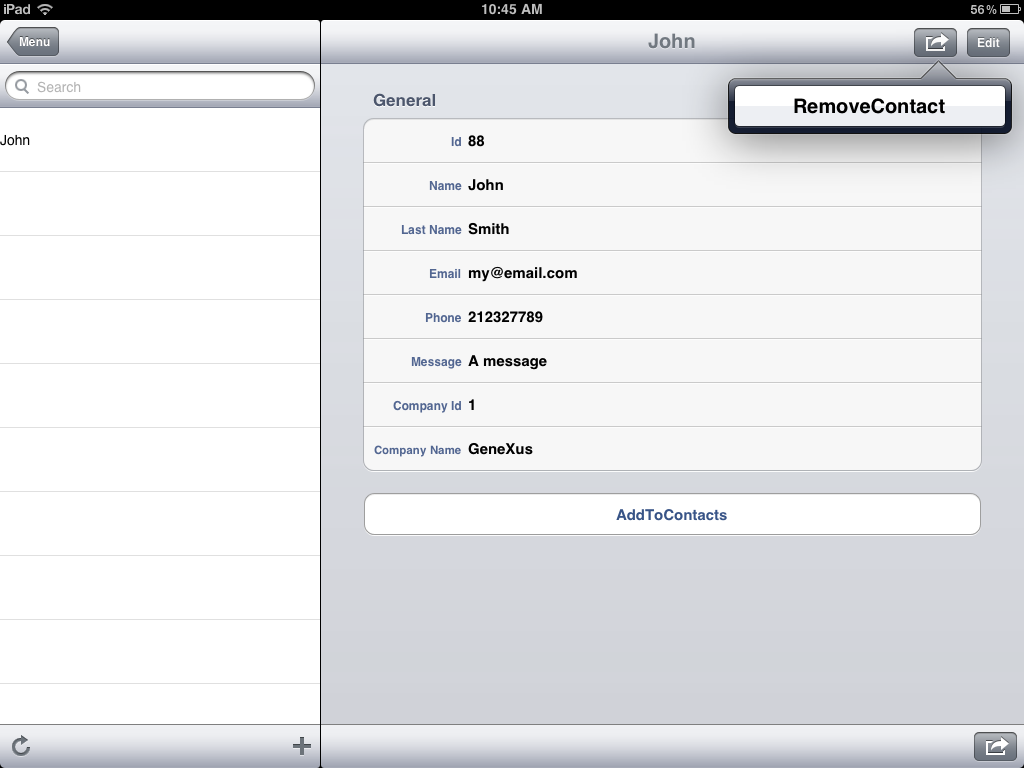 iPad 10:45 AM 56%
Menu
Search
John
John
Edit
RemoveContact
General
Id 88
Name John
Last Name Smith
Email my@email.com
Phone 212327789
Message A message
Company Id 1
Company Name GeneXus
AddToContacts